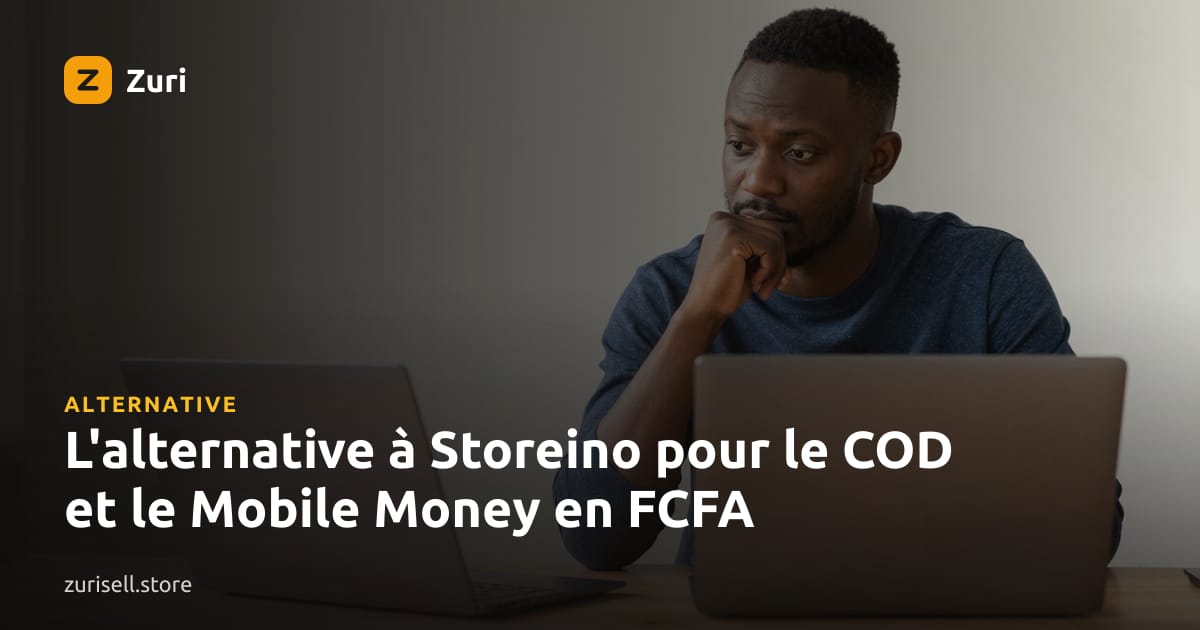 Z
Zuri
ALTERNATIVE
L'alternative à Storeino pour le COD
et le Mobile Money en FCFA
zurisell.store